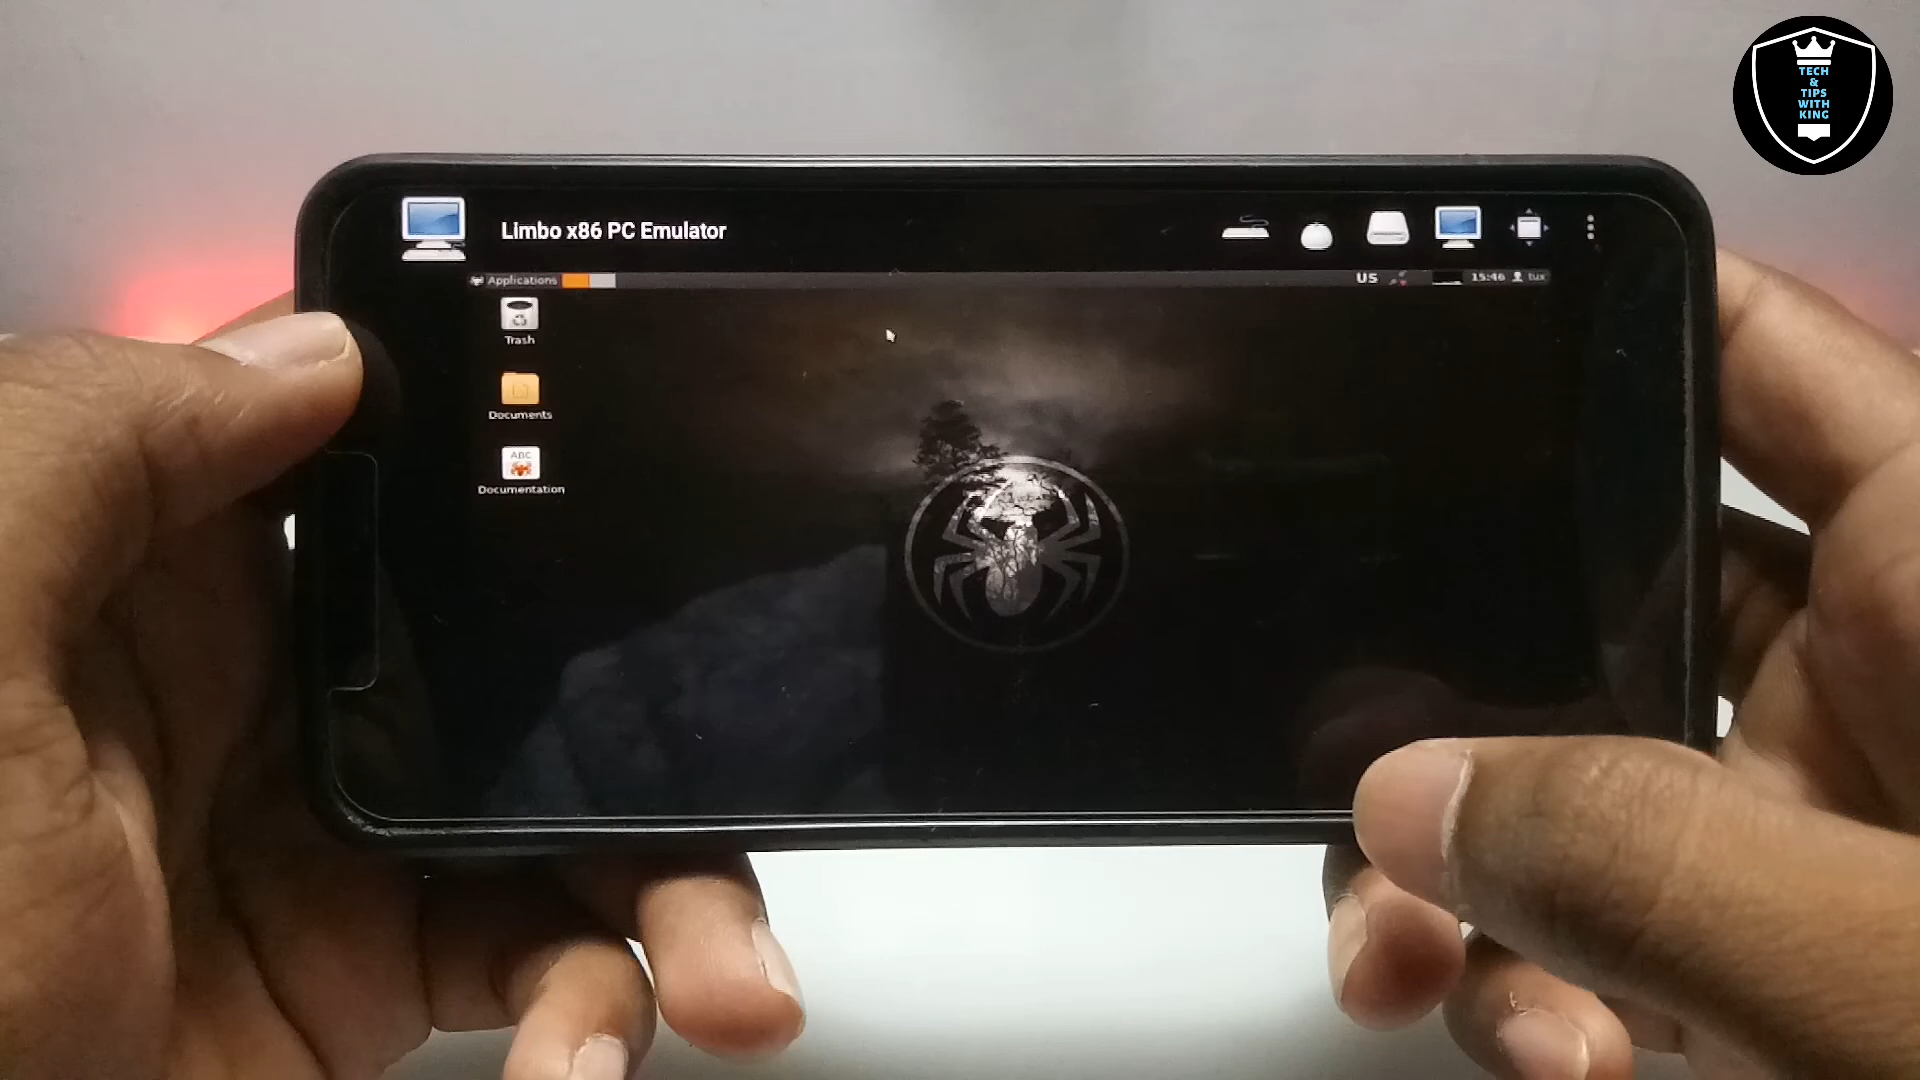 TECH
&
TIPS
WITH
KING
Limbo x86 PC Emulator
Applications
US
15:46
tux
Trash
Documents
ABC
Documentation